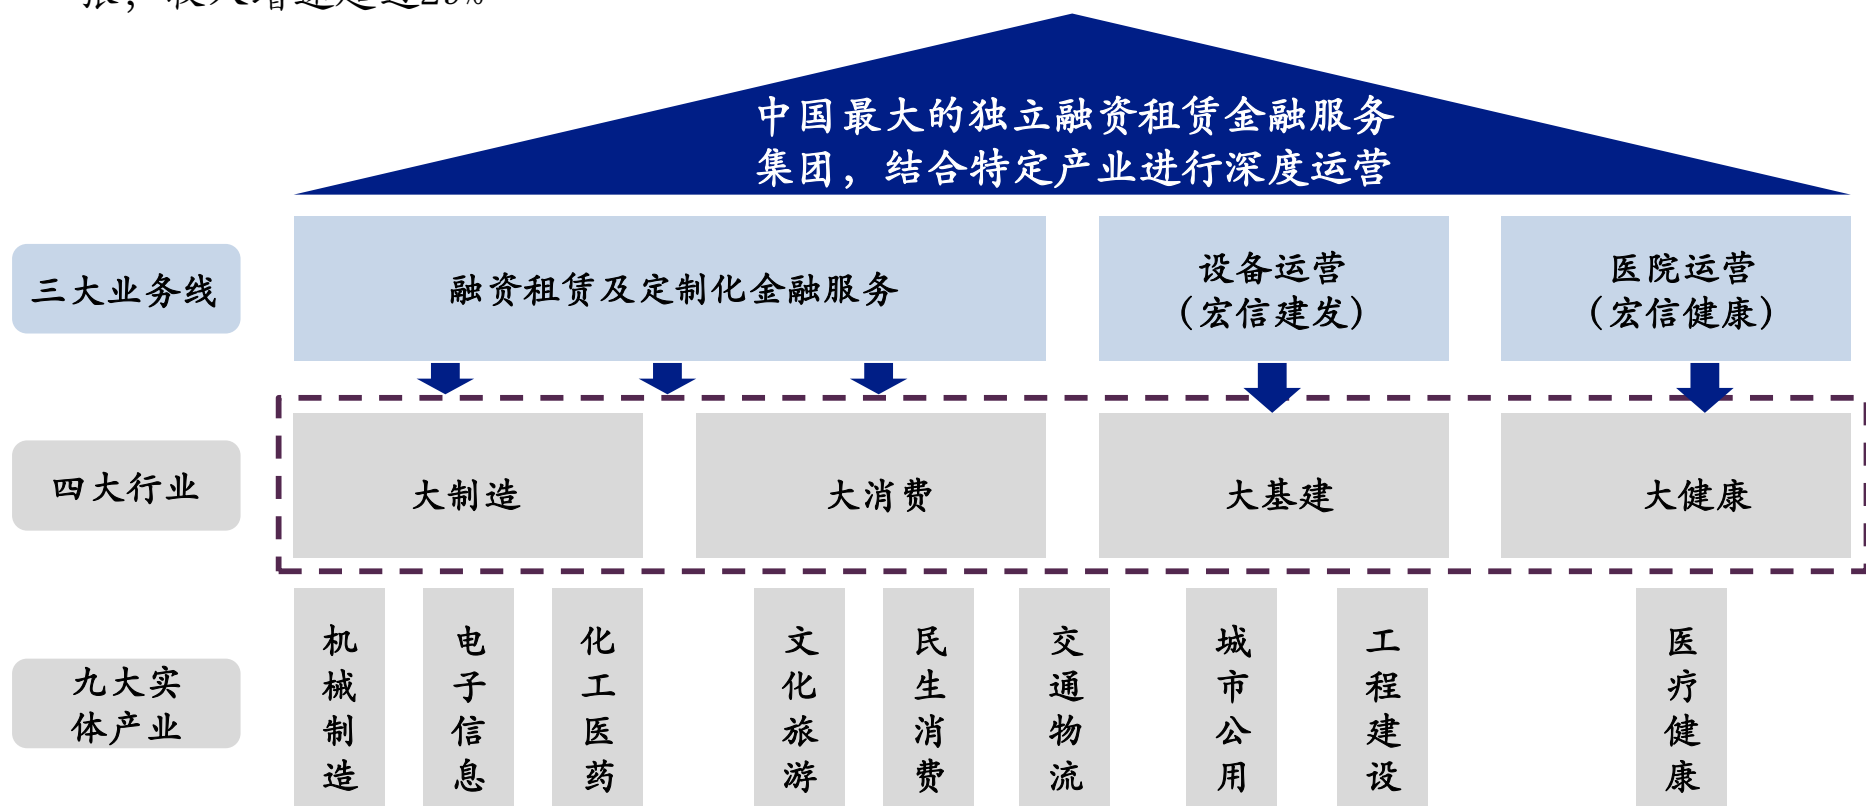 中国最大的独立融资租赁金融服务
集团，结合特定产业进行深度运营
三大业务线
融资租赁及定制化金融服务
设备运营
（宏信建发）
医院运营
（宏信健康）
四大行业
大制造
大消费
大基建
大健康
九大实
体产业
机械制造
电子信息
化工医药
文化旅游
民生消费
交通物流
城市公用
工程建设
医疗健康